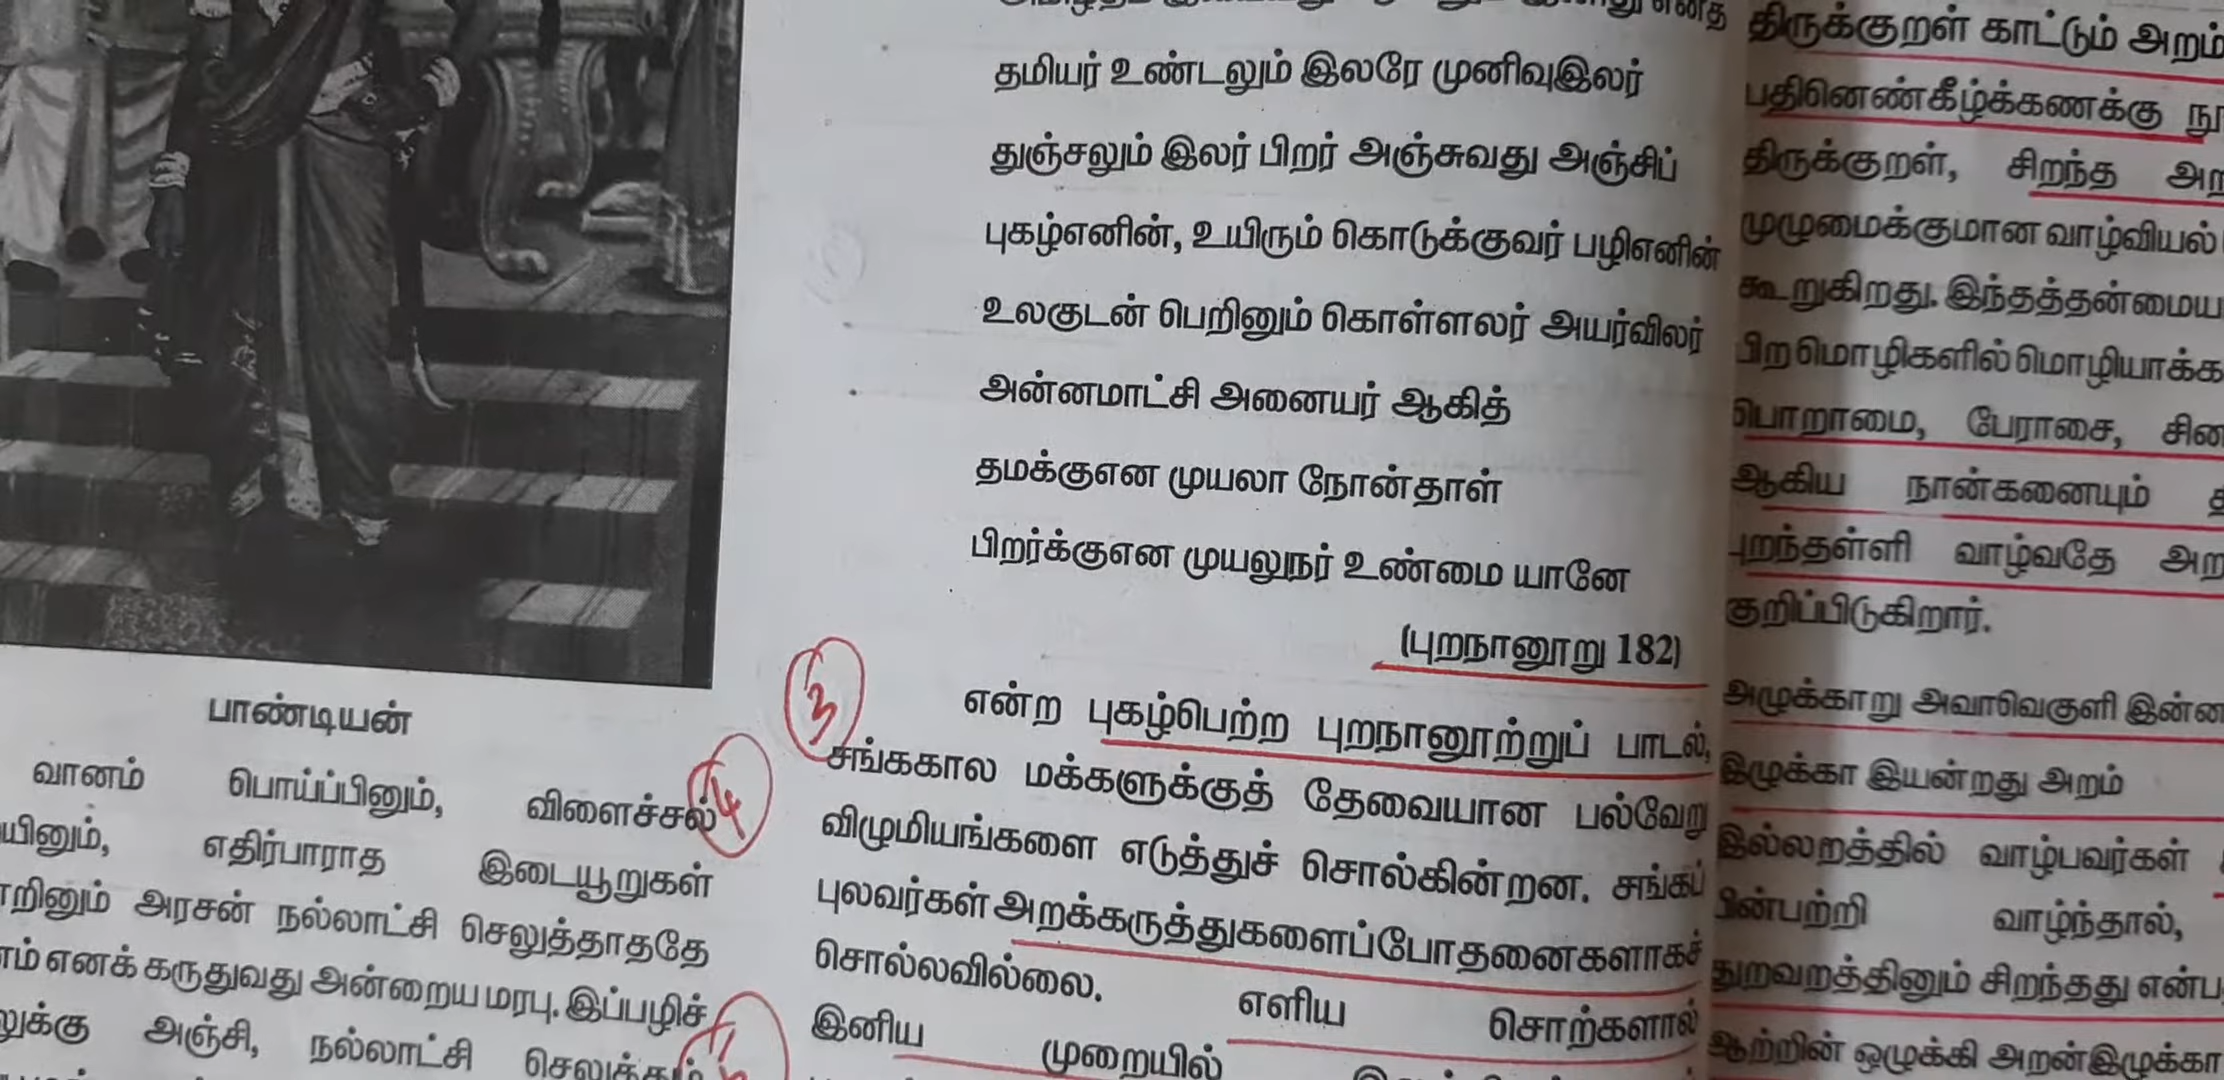 பாண்டியன்
வானம் பொய்ப்பினும், விளைச்சல்
யினும், எதிர்பாராத இடையூறுகள்
றினும் அரசன் நல்லாட்சி செலுத்தாததே
எனக் கருதுவது அன்றைய மரபு. இப்பழிச்
லுக்கு அஞ்சி, நல்லாட்சி செலுத்தும்
4
தமியர் உண்டலும் இலரே முனிவுஇலர்
துஞ்சலும் இலர் பிறர் அஞ்சுவது அஞ்சிப்
புகழ்எனின், உயிரும் கொடுக்குவர் பழிஎனின்
உலகுடன் பெறினும் கொள்ளலர் அயர்விலர்
அன்னமாட்சி அனையர் ஆகித்
தமக்குஎன முயலா நோன்தாள்
பிறர்க்குஎன முயலுநர் உண்மை யானே
(புறநானூறு 182)
3
என்ற புகழ்பெற்ற புறநானூற்றுப் பாடல்,
சங்ககால மக்களுக்குத் தேவையான பல்வேறு
விழுமியங்களை எடுத்துச் சொல்கின்றன. சங்கப்
புலவர்கள் அறக்கருத்துகளைப்போதனைகளாகச்
சொல்லவில்லை. எளிய சொற்களால்
இனிய முறையில்
திருக்குறள் காட்டும் அறம்
பதினெண்கீழ்க்கணக்கு நூ
திருக்குறள், சிறந்த அற
முழுமைக்குமான வாழ்வியல்
கூறுகிறது. இந்தத்தன்மைய
பிற மொழிகளில் மொழியாக்க
பொறாமை, பேராசை, சின
ஆகிய நான்கனையும்
புறந்தள்ளி வாழ்வதே அற
குறிப்பிடுகிறார்.
அழுக்காறு அவாவெகுளி இன்னா
இழுக்கா இயன்றது அறம்
இல்லறத்தில் வாழ்பவர்கள்
பின்பற்றி வாழ்ந்தால்,
துறவறத்தினும் சிறந்தது என்ப
ஆற்றின் ஒழுக்கி அறன்இழுக்கா